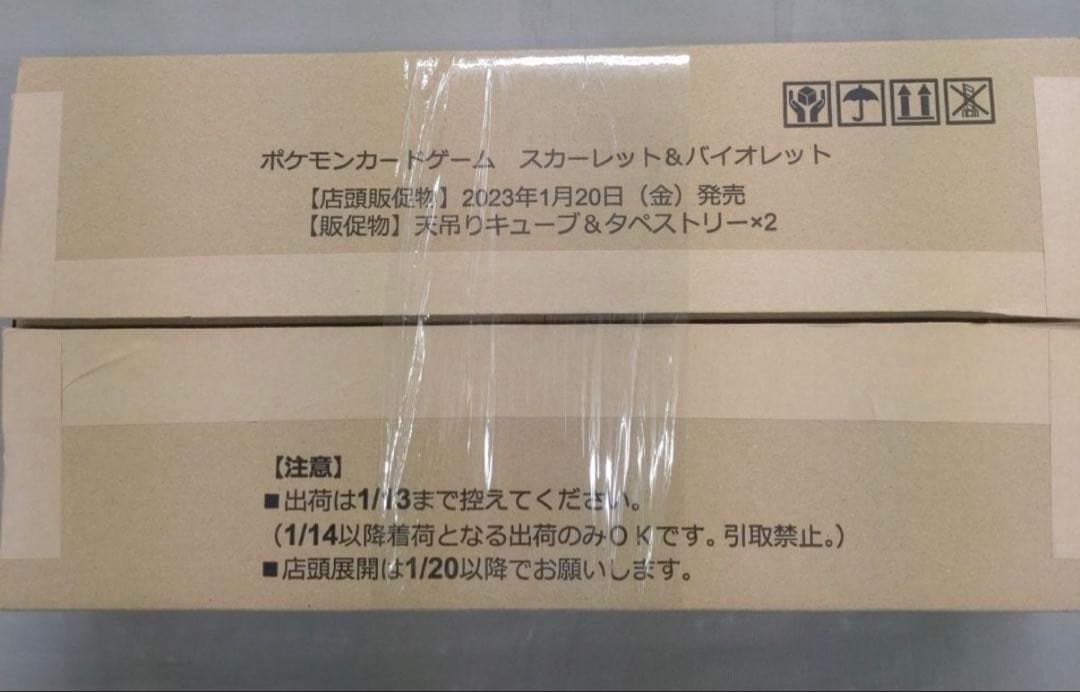 ポケモンカードゲーム　スカーレット＆バイオレット
【店頭販促物】2023年1月20日（金）発売
【販促物】天吊りキューブ＆タペストリー×2
【注意】
■出荷は1/13まで控えてください。
（1/14以降着荷となる出荷のみＯＫです。引取禁止。）
■店頭展開は1/20以降でお願いします。